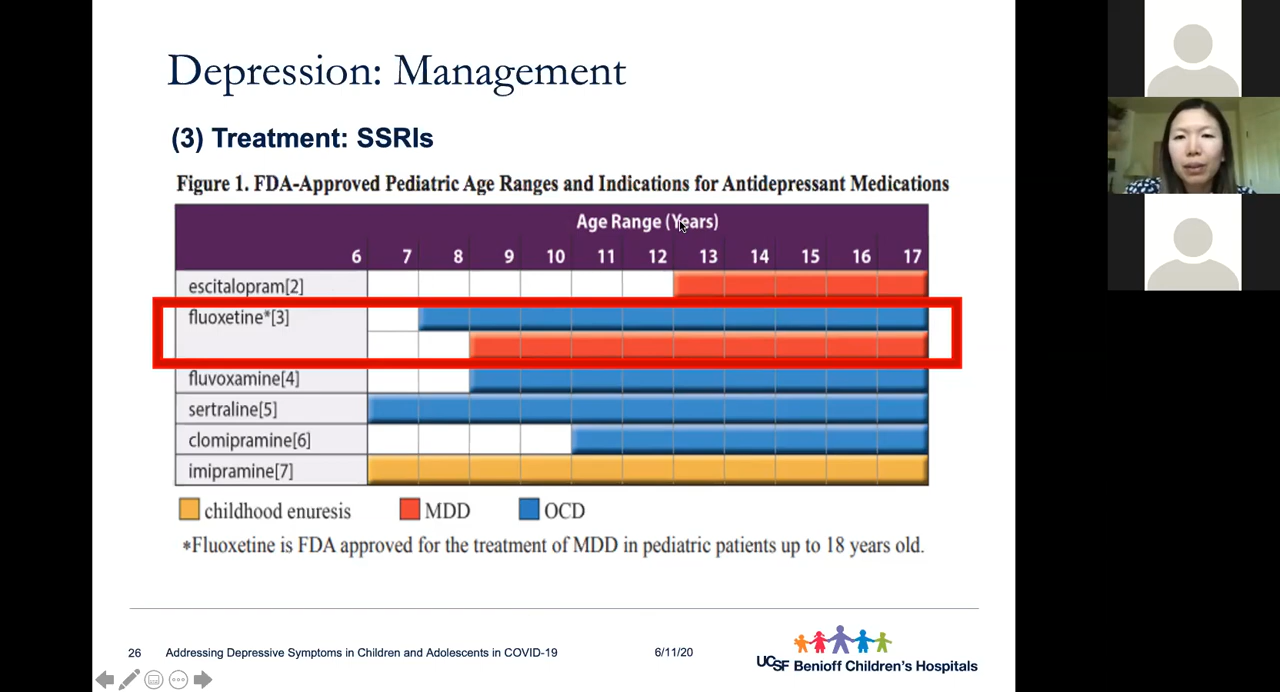 Depression: Management
(3) Treatment: SSRIs
Figure 1. FDA-Approved Pediatric Age Ranges and Indications for Antidepressant Medications
Age Range (Years)
6 7 8 9 10 11 12 13 14 15 16 17
escitalopram[2]
fluoxetine*[3]
fluvoxamine[4]
sertraline[5]
clomipramine[6]
imipramine[7]
childhood enuresis MDD OCD
*Fluoxetine is FDA approved for the treatment of MDD in pediatric patients up to 18 years old.
26 Addressing Depressive Symptoms in Children and Adolescents in COVID-19 6/11/20
UCSF Benioff Children's Hospitals